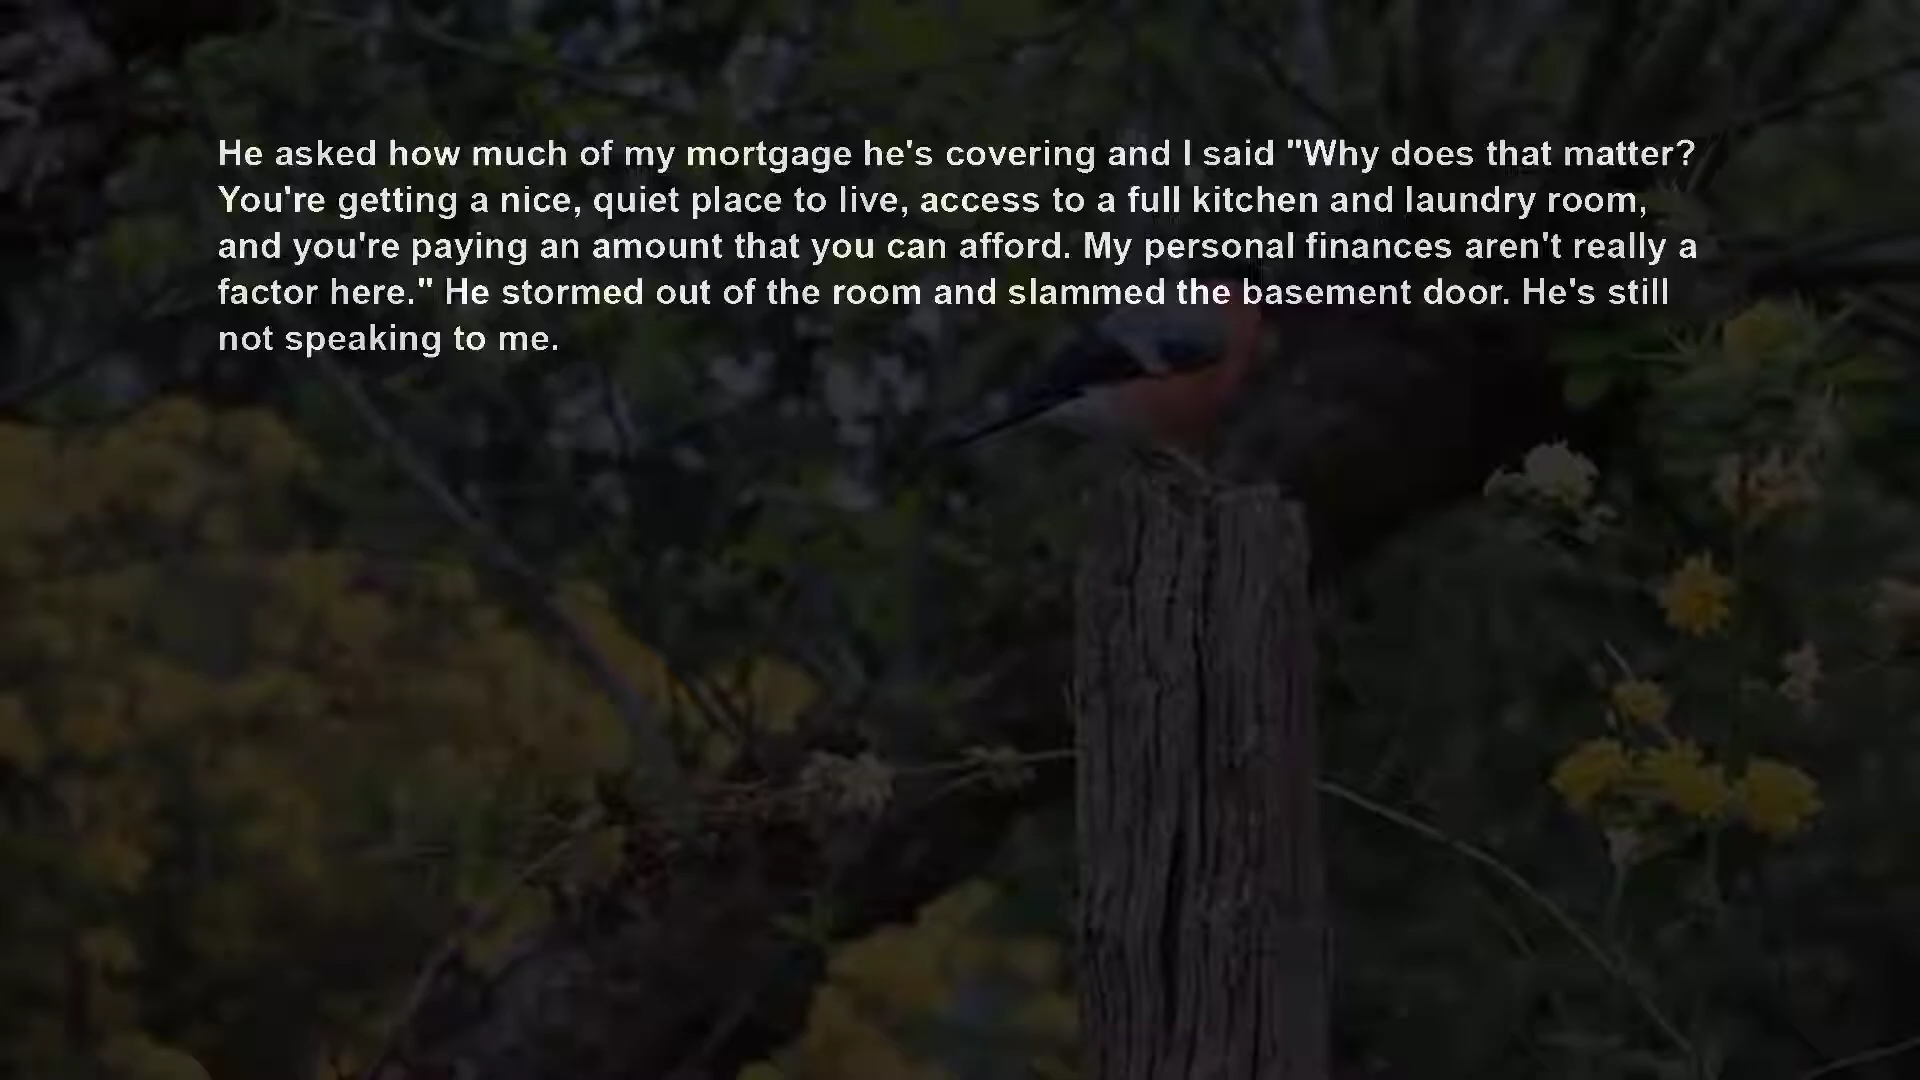 He asked how much of my mortgage he's covering and I said "Why does that matter?
You're getting a nice, quiet place to live, access to a full kitchen and laundry room,
and you're paying an amount that you can afford. My personal finances aren't really a
factor here." He stormed out of the room and slammed the basement door. He's still
not speaking to me.